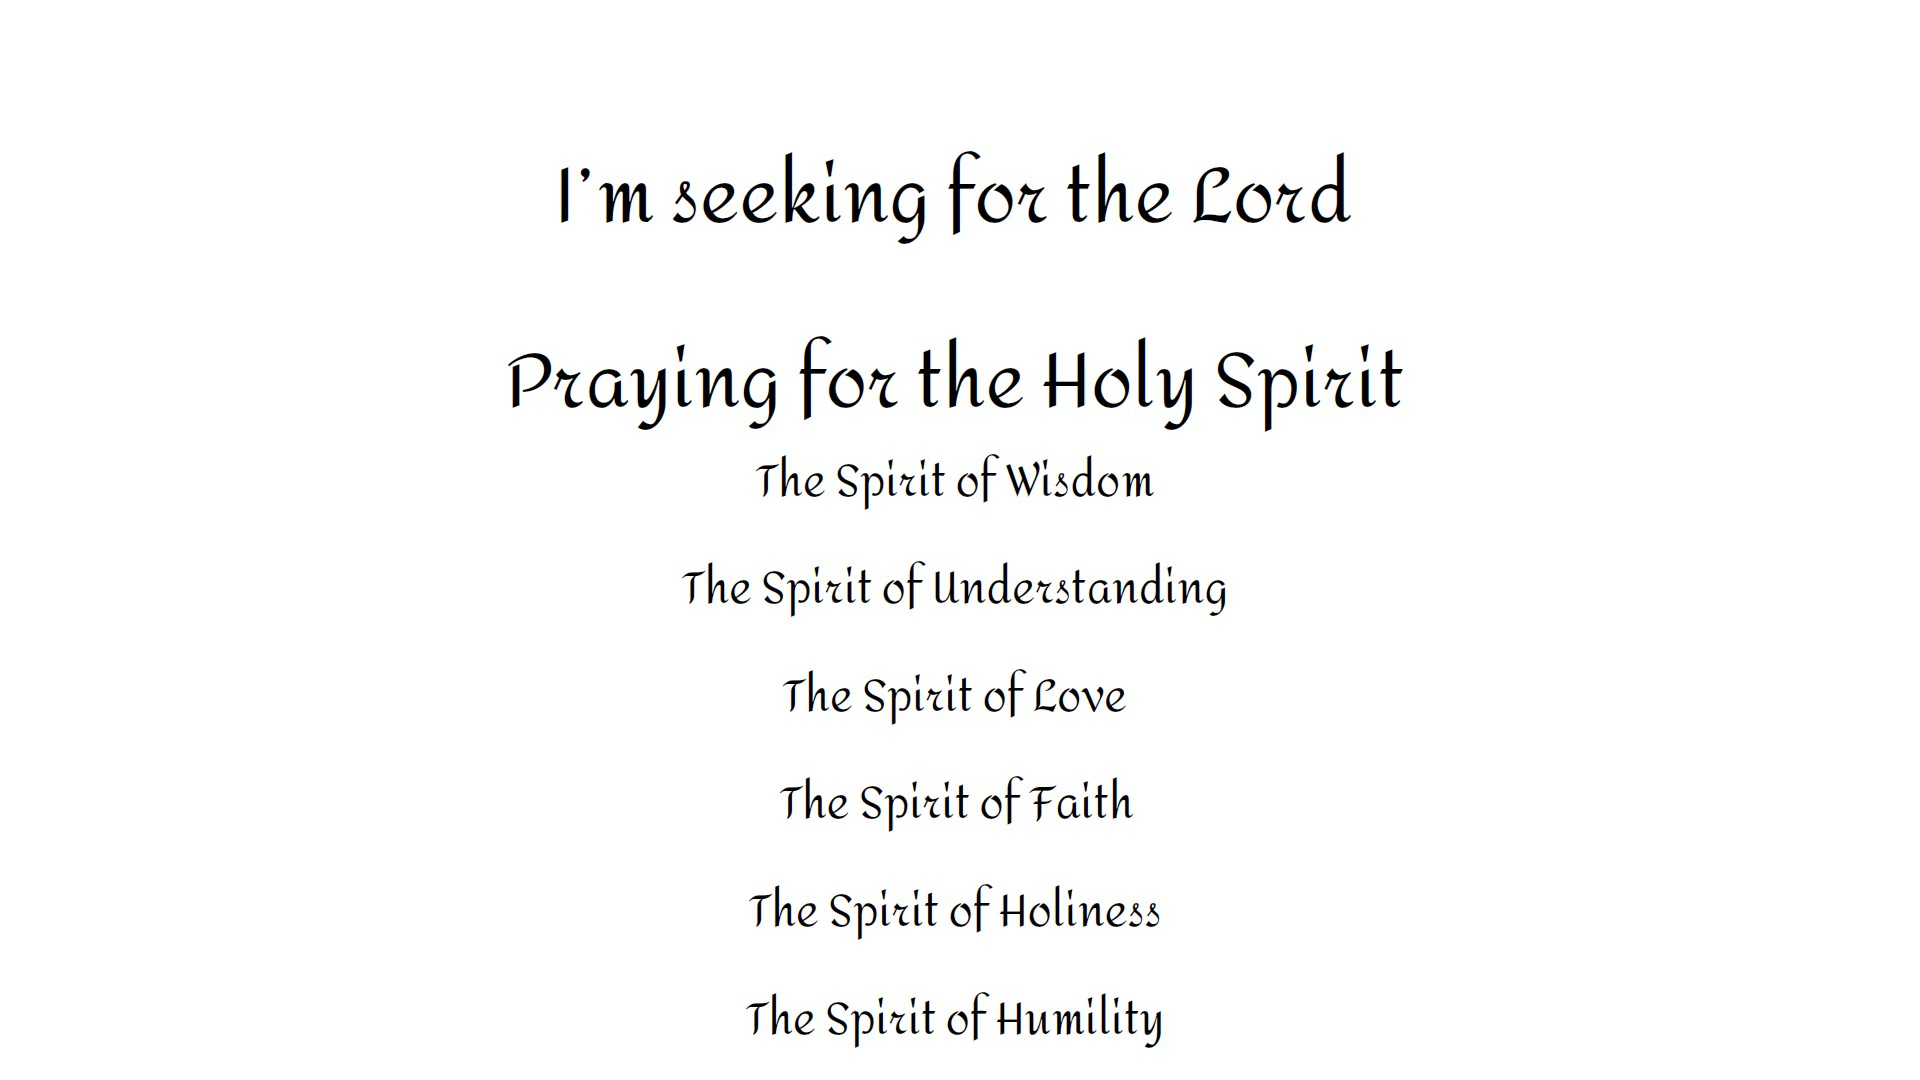 I’m seeking for the Lord
Praying for the Holy Spirit
The Spirit of Wisdom
The Spirit of Understanding
The Spirit of Love
The Spirit of Faith
The Spirit of Holiness
The Spirit of Humility